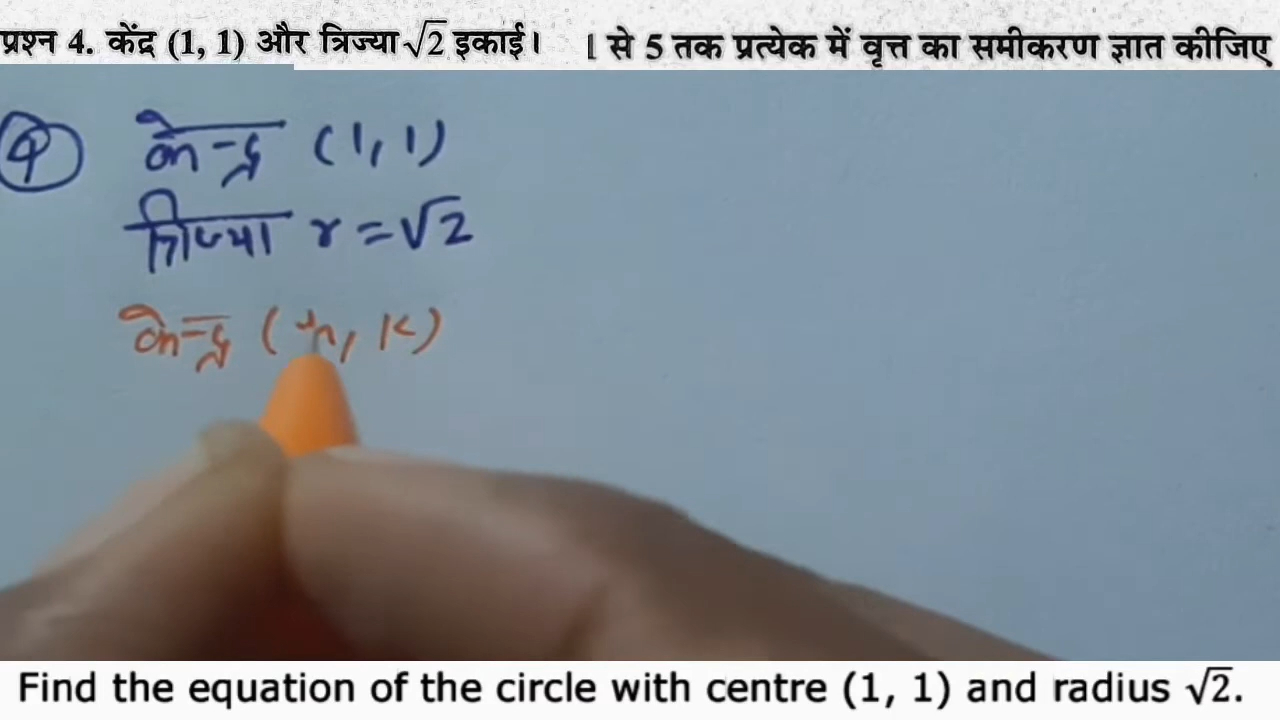 प्रश्न 4. केंद्र (1, 1) और त्रिज्या √2 इकाई। 1 से 5 तक प्रत्येक में वृत्त का समीकरण ज्ञात कीजिए
④ केन्द्र (1, 1)
त्रिज्या r = √2
केन्द्र (h, k)
Find the equation of the circle with centre (1, 1) and radius √2.